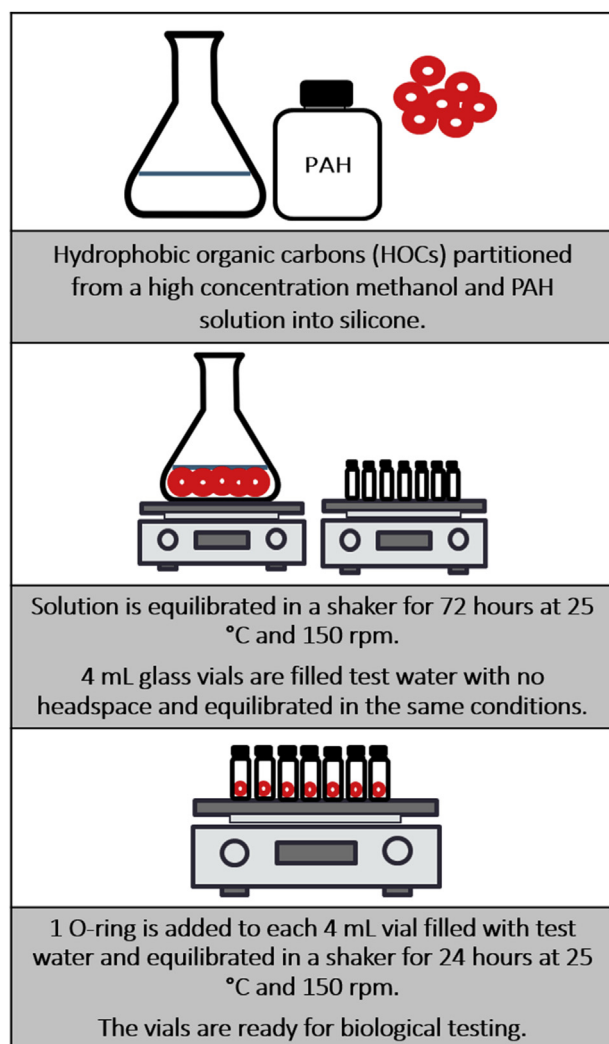 PAH
Hydrophobic organic carbons (HOCs) partitioned
from a high concentration methanol and PAH
solution into silicone.
Solution is equilibrated in a shaker for 72 hours at 25
°C and 150 rpm.
4 mL glass vials are filled test water with no
headspace and equilibrated in the same conditions.
1 O-ring is added to each 4 mL vial filled with test
water and equilibrated in a shaker for 24 hours at 25
°C and 150 rpm.
The vials are ready for biological testing.